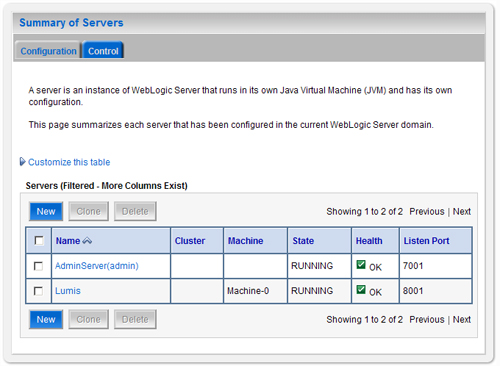 Summary of Servers
Configuration Control
A server is an instance of WebLogic Server that runs in its own Java Virtual Machine (JVM) and has its own
configuration.
This page summarizes each server that has been configured in the current WebLogic Server domain.
Customize this table
Servers (Filtered - More Columns Exist)
New Clone Delete Showing 1 to 2 of 2 Previous | Next
Name Cluster Machine State Health Listen Port
AdminServer(admin) RUNNING OK 7001
Lumis Machine-0 RUNNING OK 8001
New Clone Delete Showing 1 to 2 of 2 Previous | Next